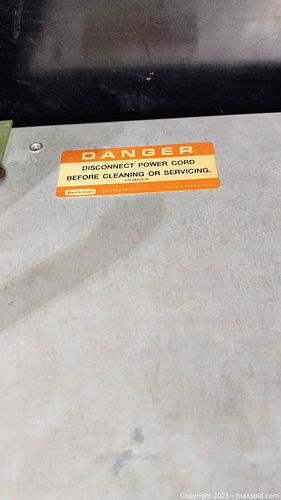 DANGER
DISCONNECT POWER CORD
BEFORE CLEANING OR SERVICING.
Beckman
Copyright 2025 - maxsold.com